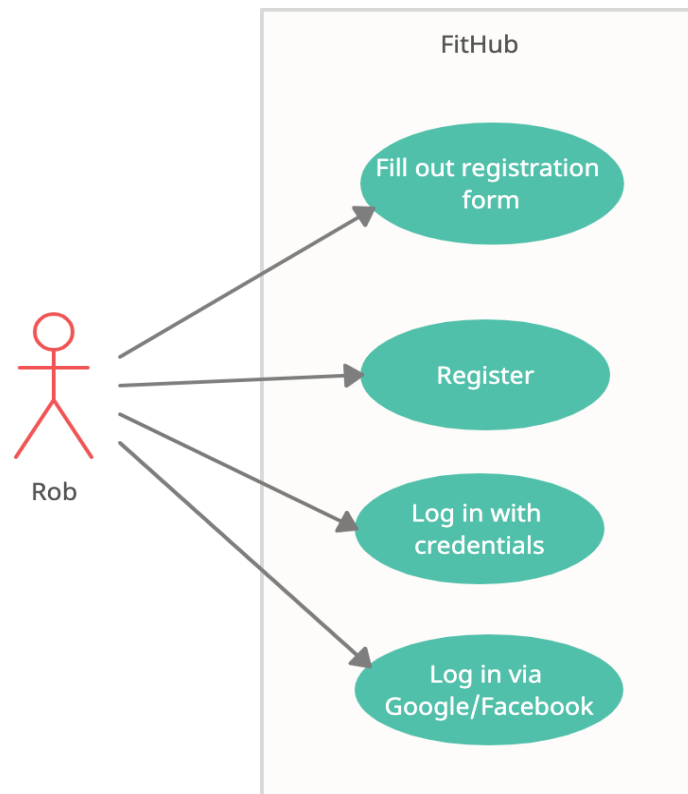 FitHub
Fill out registration
form
Register
Rob
Log in with
credentials
Log in via
Google/Facebook